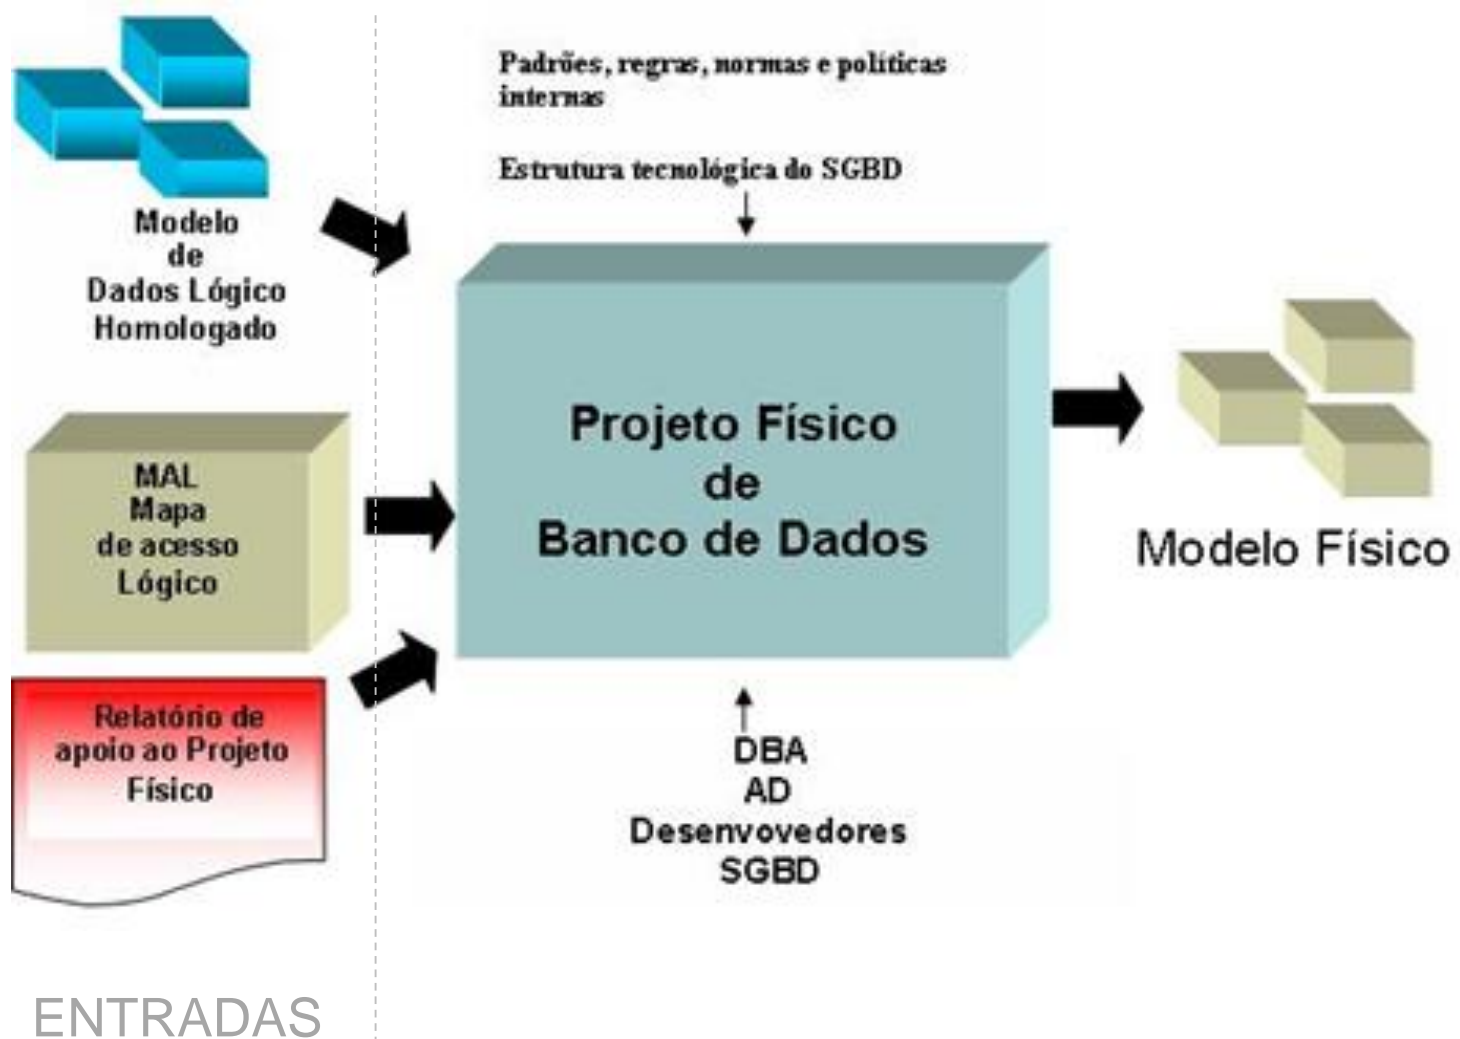 Padrões, regras, normas e políticas
internas
Estrutura tecnológica do SGBD
Modelo
de
Dados Lógico
Homologado
MAL
Mapa
de acesso
Lógico
Relatório de
apoio ao Projeto
Físico
Projeto Físico
de
Banco de Dados
Modelo Físico
DBA
AD
Desenvovedores
SGBD
ENTRADAS